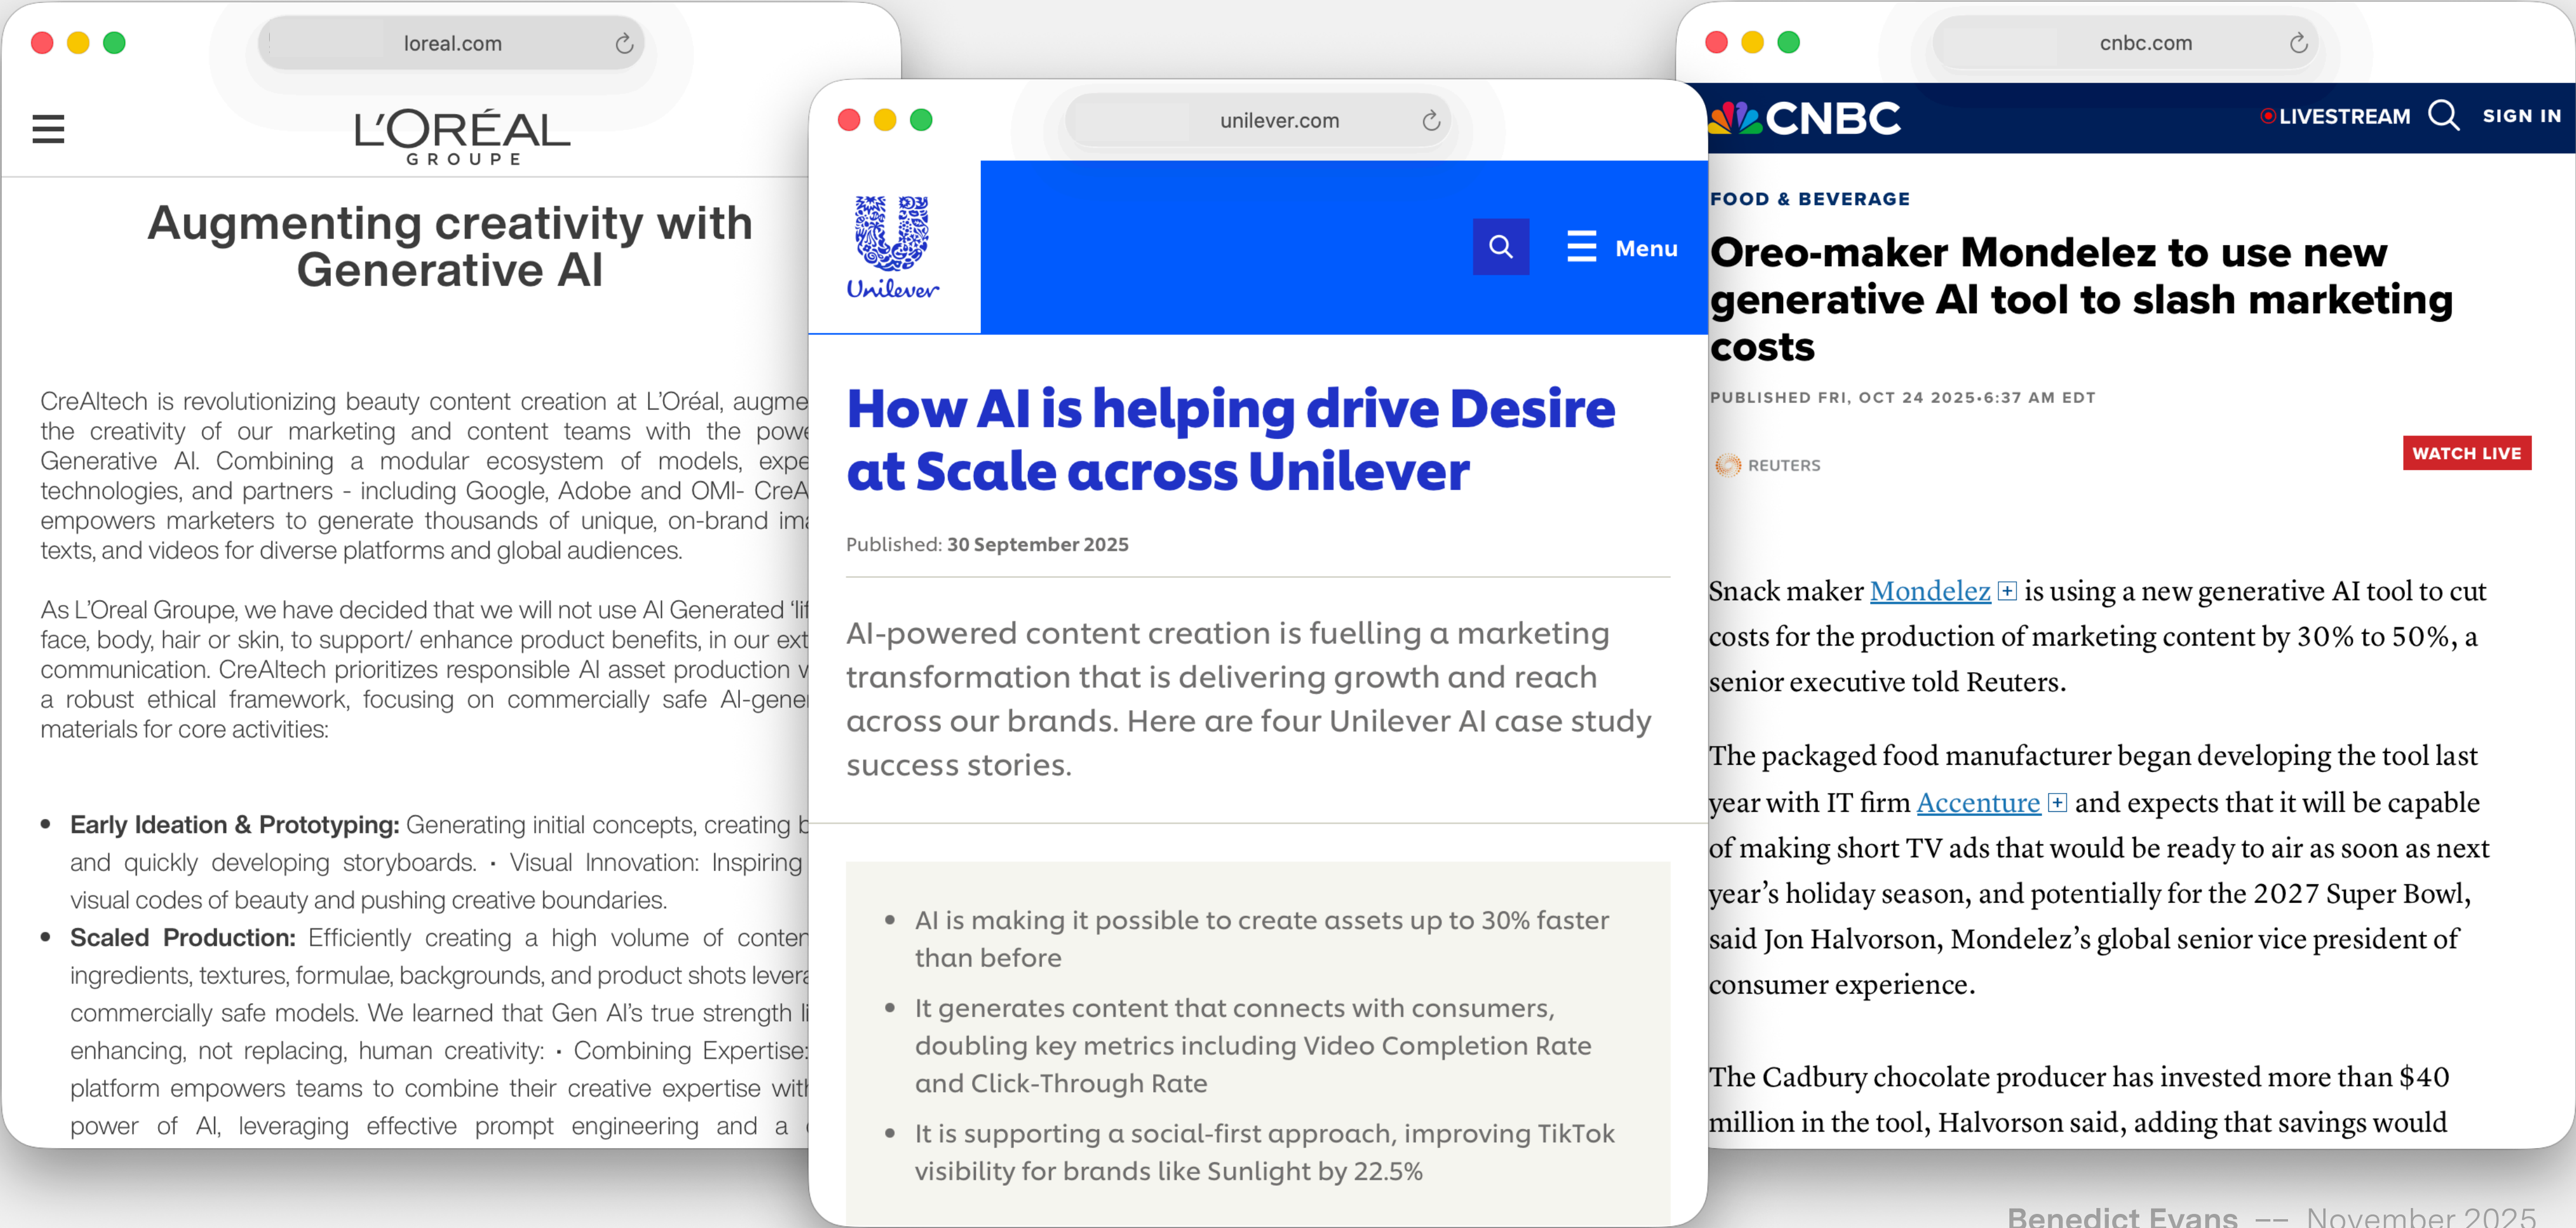 loreal.com
L'ORÉAL
GROUPE
Augmenting creativity with
Generative AI
CreAItech is revolutionizing beauty content creation at L'Oréal, augme
the creativity of our marketing and content teams with the powe
Generative AI. Combining a modular ecosystem of models, expe
technologies, and partners - including Google, Adobe and OMI- CreA
empowers marketers to generate thousands of unique, on-brand ima
texts, and videos for diverse platforms and global audiences.
As L'Oreal Groupe, we have decided that we will not use AI Generated 'lif
face, body, hair or skin, to support/ enhance product benefits, in our ext
communication. CreAItech prioritizes responsible AI asset production w
a robust ethical framework, focusing on commercially safe AI-gene
materials for core activities:
• Early Ideation & Prototyping: Generating initial concepts, creating b
and quickly developing storyboards. • Visual Innovation: Inspiring
visual codes of beauty and pushing creative boundaries.
• Scaled Production: Efficiently creating a high volume of conten
ingredients, textures, formulae, backgrounds, and product shots levera
commercially safe models. We learned that Gen AI's true strength li
enhancing, not replacing, human creativity: • Combining Expertise:
platform empowers teams to combine their creative expertise with
power of AI, leveraging effective prompt engineering and a
unilever.com
Unilever
Menu
How AI is helping drive Desire
at Scale across Unilever
Published: 30 September 2025
AI-powered content creation is fuelling a marketing
transformation that is delivering growth and reach
across our brands. Here are four Unilever AI case study
success stories.
• AI is making it possible to create assets up to 30% faster
than before
• It generates content that connects with consumers,
doubling key metrics including Video Completion Rate
and Click-Through Rate
• It is supporting a social-first approach, improving TikTok
visibility for brands like Sunlight by 22.5%
cnbc.com
CNBC
LIVESTREAM
SIGN IN
FOOD & BEVERAGE
Oreo-maker Mondelez to use new
generative AI tool to slash marketing
costs
PUBLISHED FRI, OCT 24 2025•6:37 AM EDT
REUTERS
WATCH LIVE
Snack maker Mondelez is using a new generative AI tool to cut
costs for the production of marketing content by 30% to 50%, a
senior executive told Reuters.
The packaged food manufacturer began developing the tool last
year with IT firm Accenture and expects that it will be capable
of making short TV ads that would be ready to air as soon as next
year's holiday season, and potentially for the 2027 Super Bowl,
said Jon Halvorson, Mondelez's global senior vice president of
consumer experience.
The Cadbury chocolate producer has invested more than $40
million in the tool, Halvorson said, adding that savings would
Benedict Evans -- November 2025